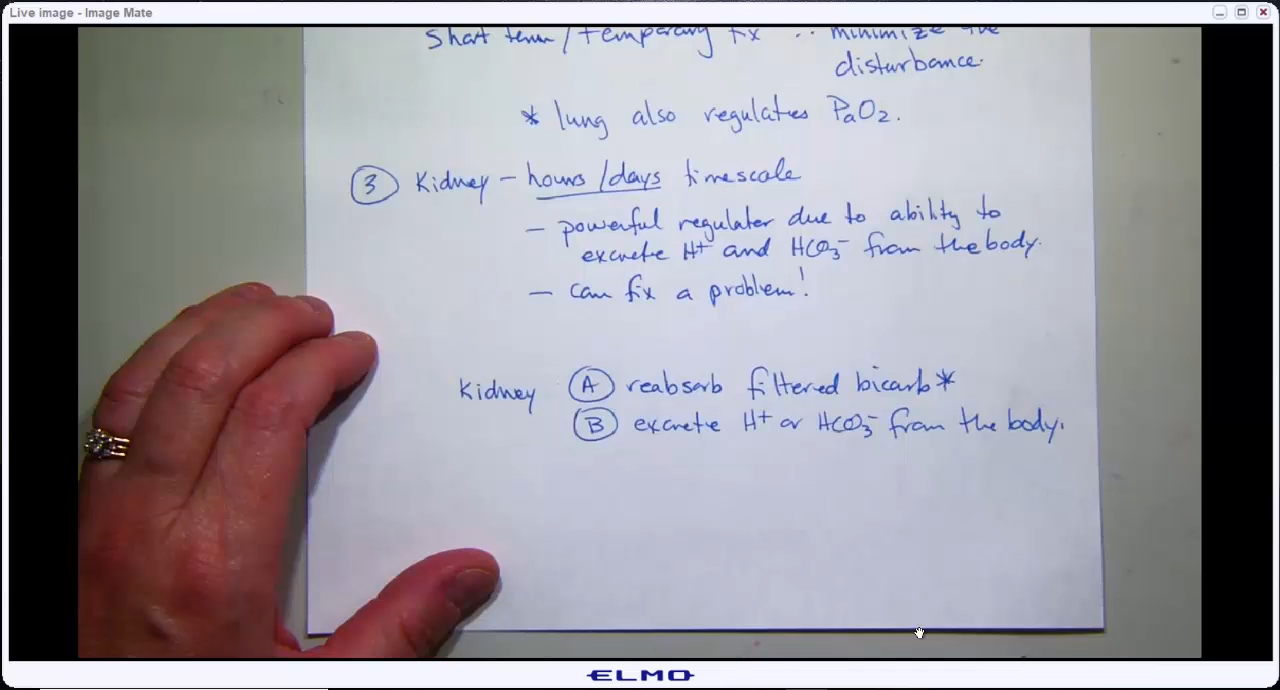 Live image - Image Mate
Short term/temporary fix ∴ minimize the
disturbance.
* lung also regulates PaO2.
3 Kidney - hours/days timescale
- powerful regulater due to ability to
excrete H+ and HCO3- from the body.
- can fix a problem!
Kidney A reabsorb filtered bicarb*
B excrete H+ or HCO3- from the body.
ELMO